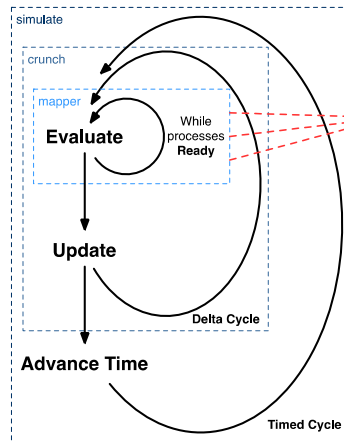 simulate
crunch
mapper
While
processes
Ready
Evaluate
Update
Delta Cycle
Advance Time
Timed Cycle